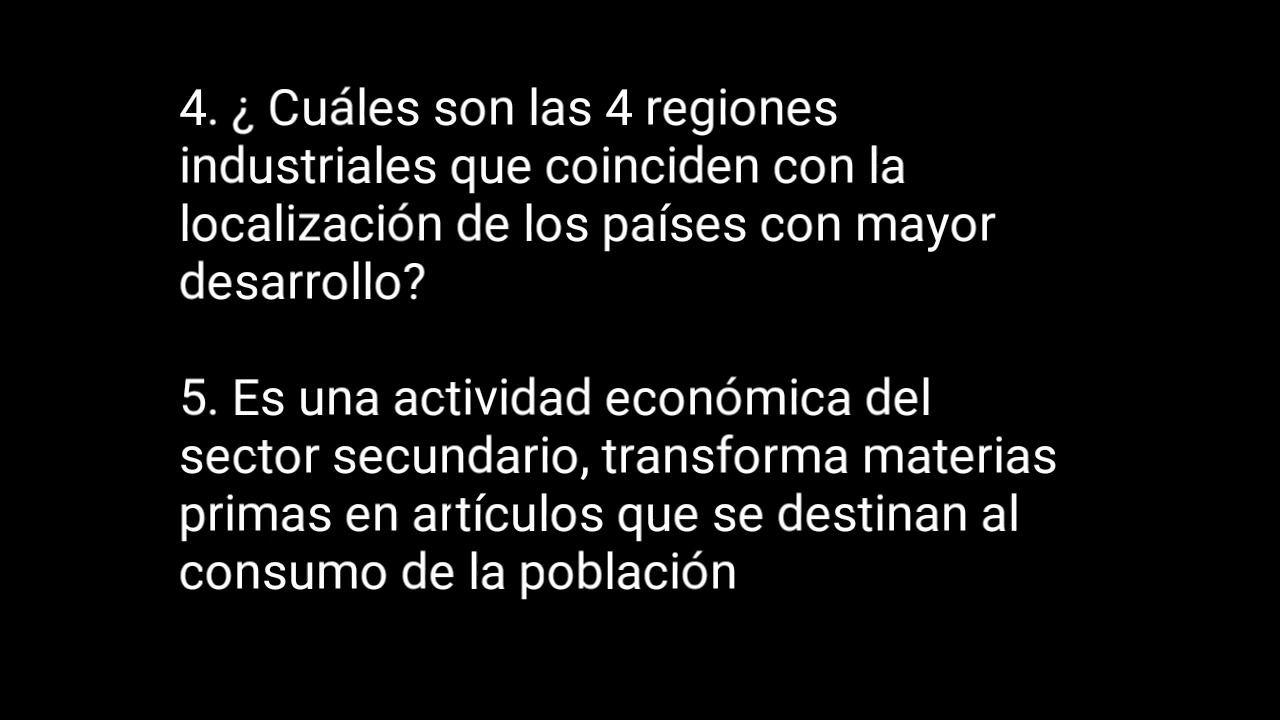 4. ¿ Cuáles son las 4 regiones
industriales que coinciden con la
localización de los países con mayor
desarrollo?
5. Es una actividad económica del
sector secundario, transforma materias
primas en artículos que se destinan al
consumo de la población